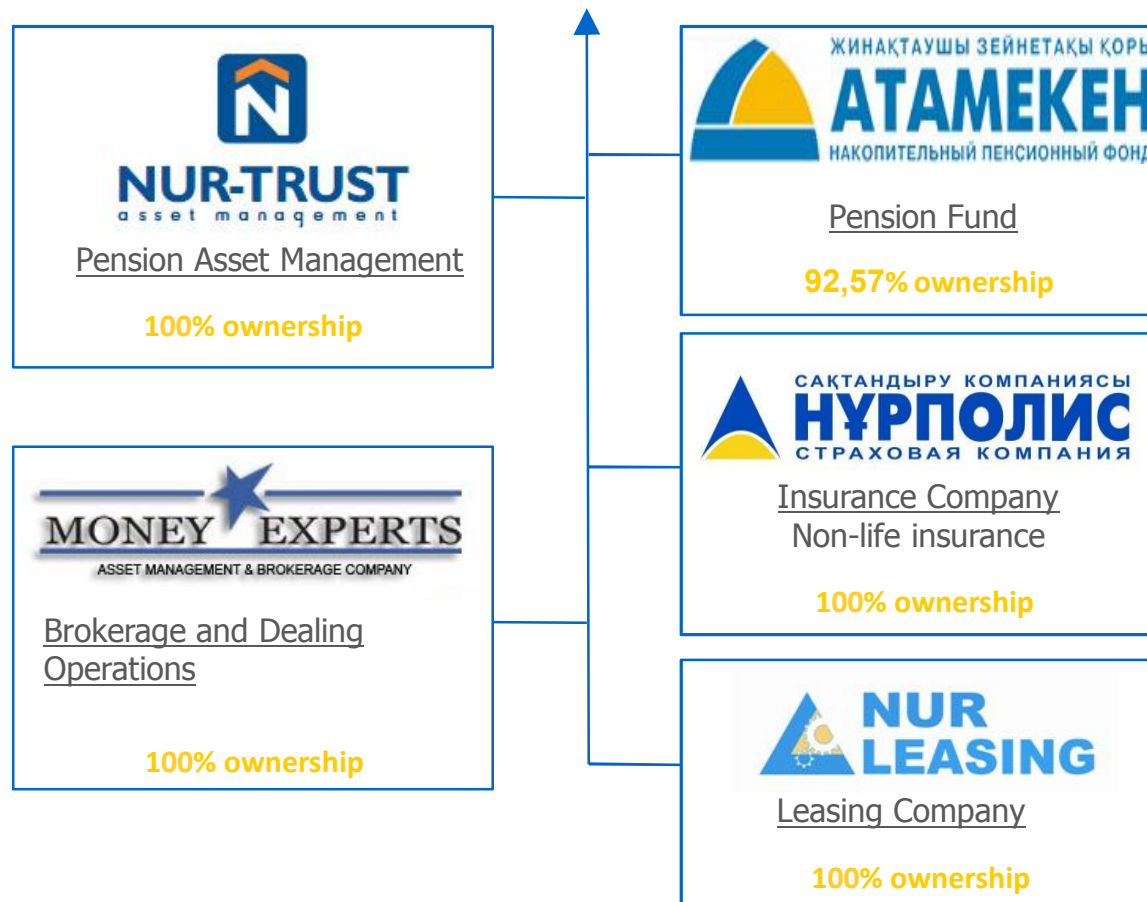 NUR-TRUST
asset management
Pension Asset Management
100% ownership
ЖИНАҚТАУШЫ ЗЕЙНЕТАҚЫ ҚОРЫ
АТАМЕКЕН
НАКОПИТЕЛЬНЫЙ ПЕНСИОННЫЙ ФОНД
Pension Fund
92,57% ownership
MONEY EXPERTS
ASSET MANAGEMENT & BROKERAGE COMPANY
Brokerage and Dealing
Operations
100% ownership
САҚТАНДЫРУ КОМПАНИЯСЫ
НҰРПОЛИС
СТРАХОВАЯ КОМПАНИЯ
Insurance Company
Non-life insurance
100% ownership
NUR
LEASING
Leasing Company
100% ownership